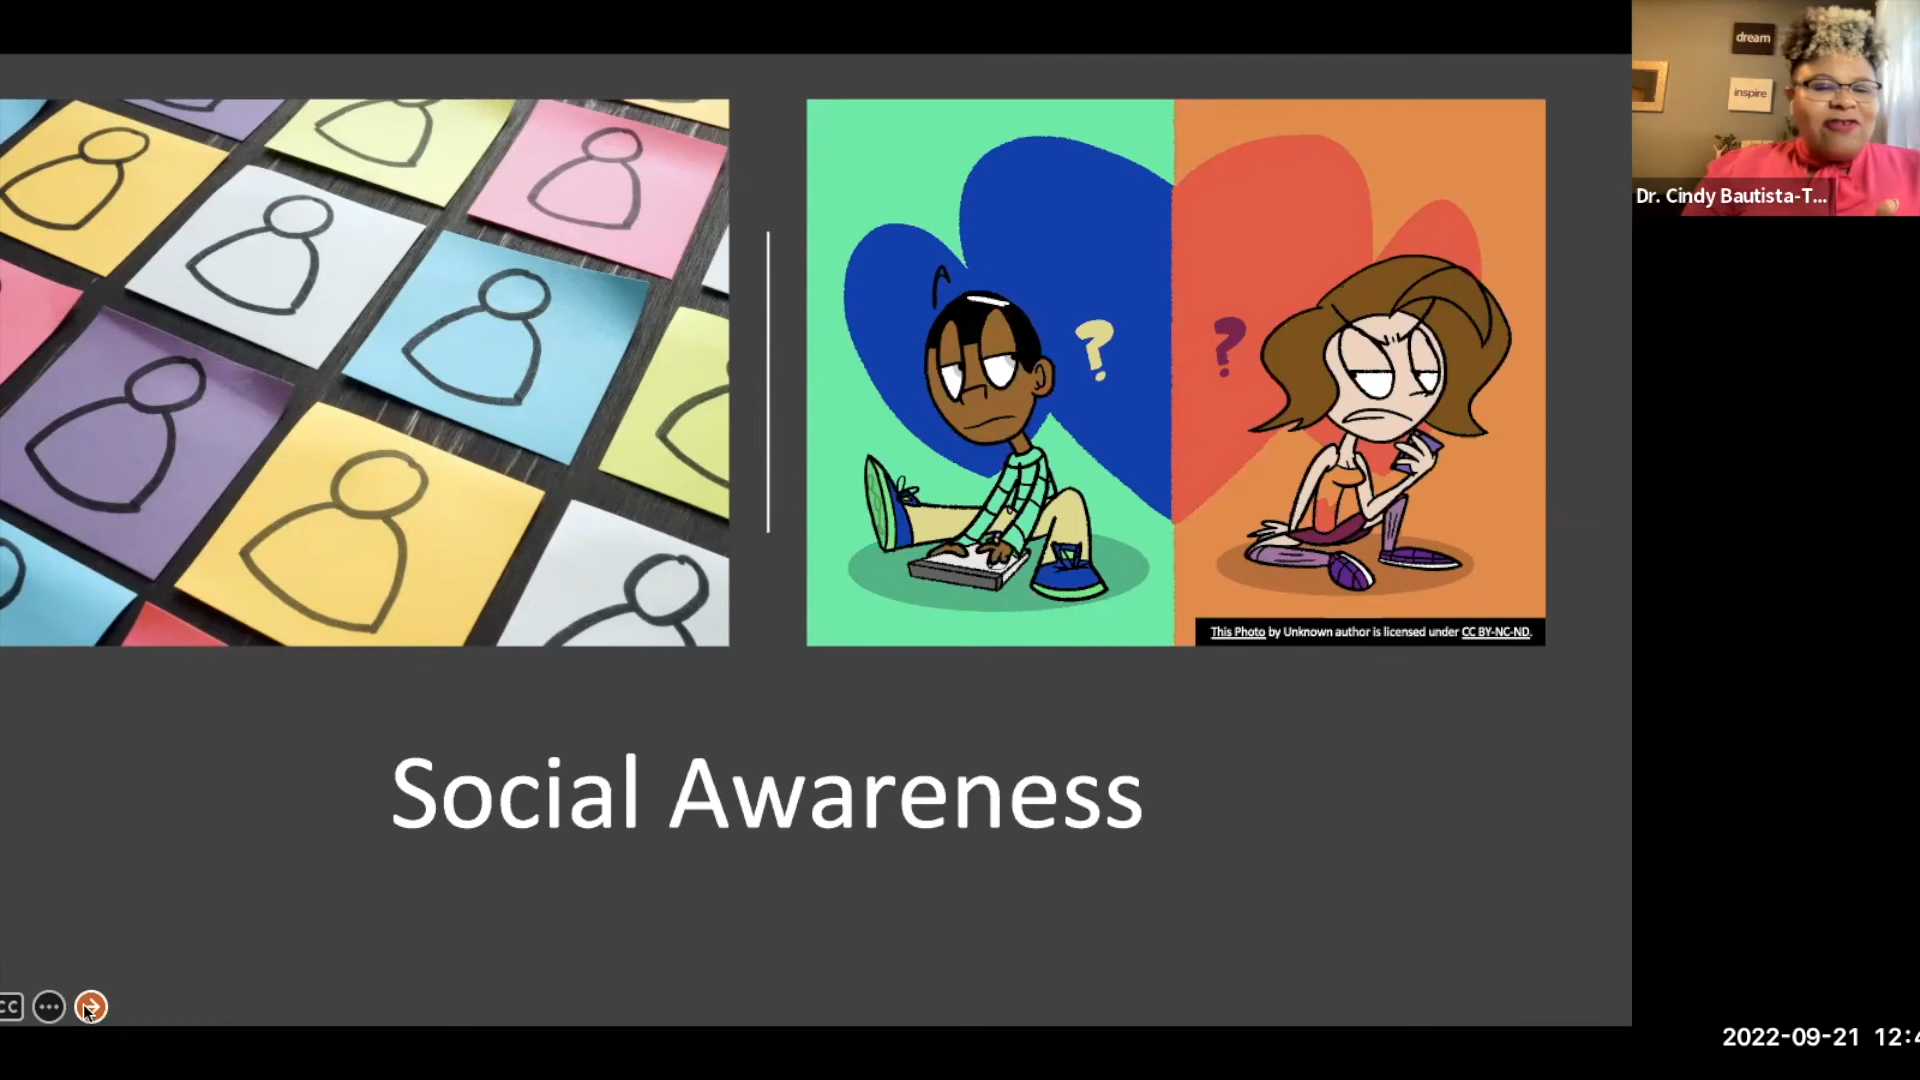 dream
inspire
Dr. Cindy Bautista-T...
?
?
This Photo by Unknown author is licensed under CC BY-NC-ND.
Social Awareness
CC
2022-09-21 12:4